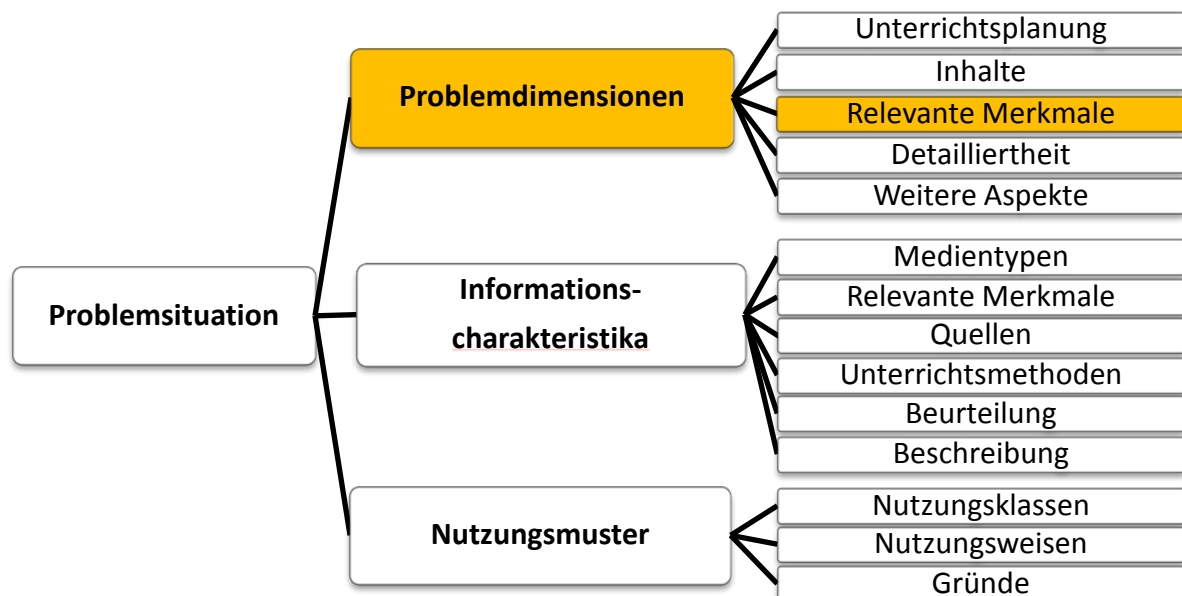 Problemsituation
Problemdimensionen
Unterrichtsplanung
Inhalte
Relevante Merkmale
Detailliertheit
Weitere Aspekte
Informations-
charakteristika
Medientypen
Relevante Merkmale
Quellen
Unterrichtsmethoden
Beurteilung
Beschreibung
Nutzungsmuster
Nutzungsklassen
Nutzungsweisen
Gründe